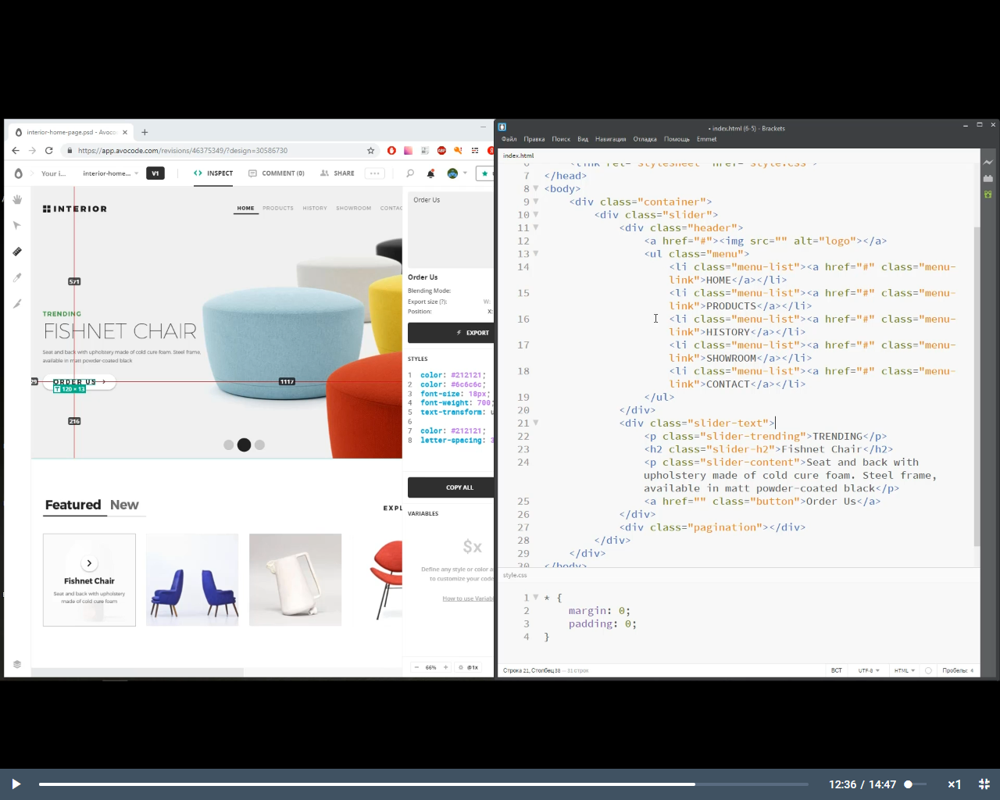 interior-home-page.psd - Avoco
https://app.avocode.com/revisions/46375349/?design=30586730
Your i...
interior-home...
V1
INSPECT
COMMENT (0)
SHARE
INTERIOR
HOME
PRODUCTS
HISTORY
SHOWROOM
CONTAC
571
TRENDING
FISHNET CHAIR
Seat and back with upholstery made of cold cure foam. Steel frame,
available in matt powder-coated black
ORDER US
T 120 × 13
1117
216
Featured
New
EXPL
Fishnet Chair
Seat and back with upholstery
made of cold cure foam
Order Us
Order Us
Blending Mode:
Export size (?):
W:
Position:
X:
EXPORT
STYLES
1 color: #212121;
2 color: #6c6c6c;
3 font-size: 18px;
4 font-weight: 700;
5 text-transform: u
6
7 color: #212121;
8 letter-spacing: 3
COPY ALL
VARIABLES
$x
Define any style or color a
to customize your code
How to use Variabl
66%
@1x
• index.html (6-5) - Brackets
Файл Правка Поиск Вид Навигация Отладка Помощь Emmet
index.html
6 <link rel="stylesheet" href="style.css">
7 </head>
8 <body>
9 <div class="container">
10 <div class="slider">
11 <div class="header">
12 <a href="#"><img src="" alt="logo"></a>
13 <ul class="menu">
14 <li class="menu-list"><a href="#" class="menu-
link">HOME</a></li>
15 <li class="menu-list"><a href="#" class="menu-
link">PRODUCTS</a></li>
16 <li class="menu-list"><a href="#" class="menu-
link">HISTORY</a></li>
17 <li class="menu-list"><a href="#" class="menu-
link">SHOWROOM</a></li>
18 <li class="menu-list"><a href="#" class="menu-
link">CONTACT</a></li>
19 </ul>
20 </div>
21 <div class="slider-text">
22 <p class="slider-trending">TRENDING</p>
23 <h2 class="slider-h2">Fishnet Chair</h2>
24 <p class="slider-content">Seat and back with
upholstery made of cold cure foam. Steel frame,
available in matt powder-coated black</p>
25 <a href="" class="button">Order Us</a>
26 </div>
27 <div class="pagination"></div>
28 </div>
29 </div>
30 </body>
style.css
1 * {
2 margin: 0;
3 padding: 0;
4 }
Строка 21, Столбец 38 — 31 строк
ВСТ
UTF-8
HTML
Пробелы: 4
12:36 / 14:47
×1